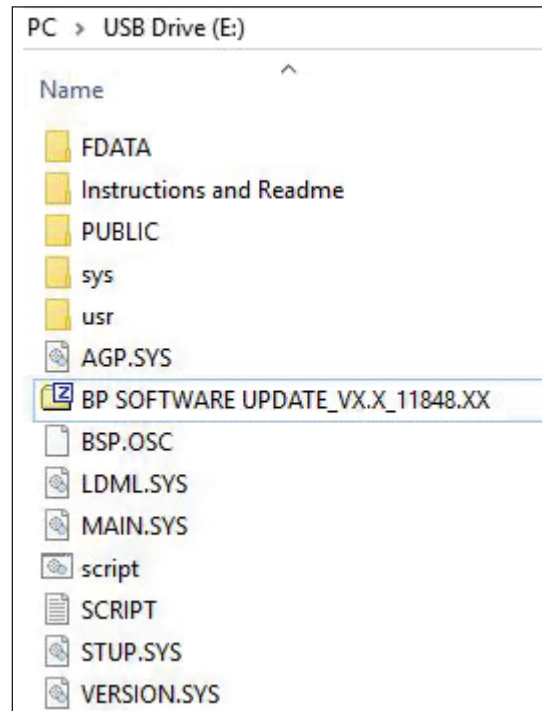 PC > USB Drive (E:)
Name
FDATA
Instructions and Readme
PUBLIC
sys
usr
AGP.SYS
BP SOFTWARE UPDATE_VX.X_11848.XX
BSP.OSC
LDML.SYS
MAIN.SYS
script
SCRIPT
STUP.SYS
VERSION.SYS